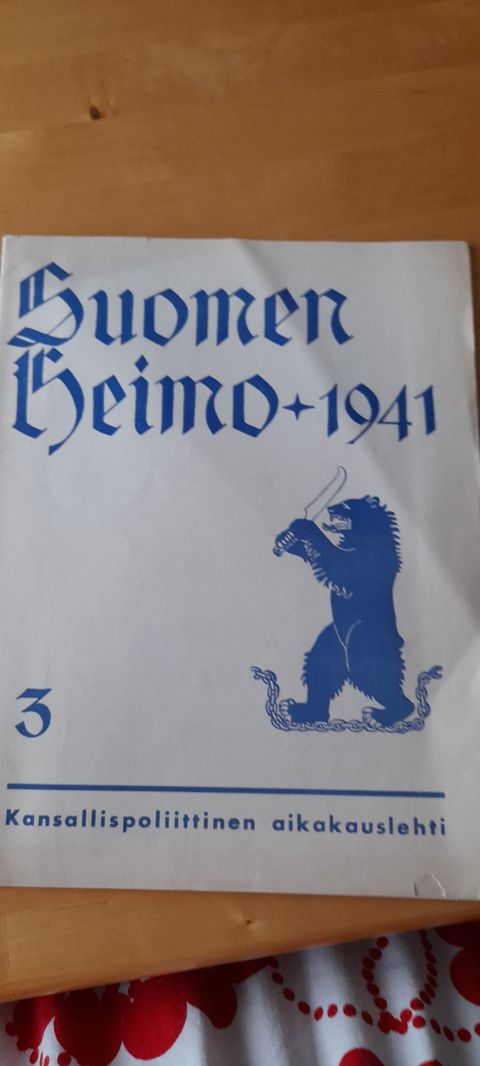 Suomen
Heimo + 1941
3
Kansallispoliittinen aikakauslehti